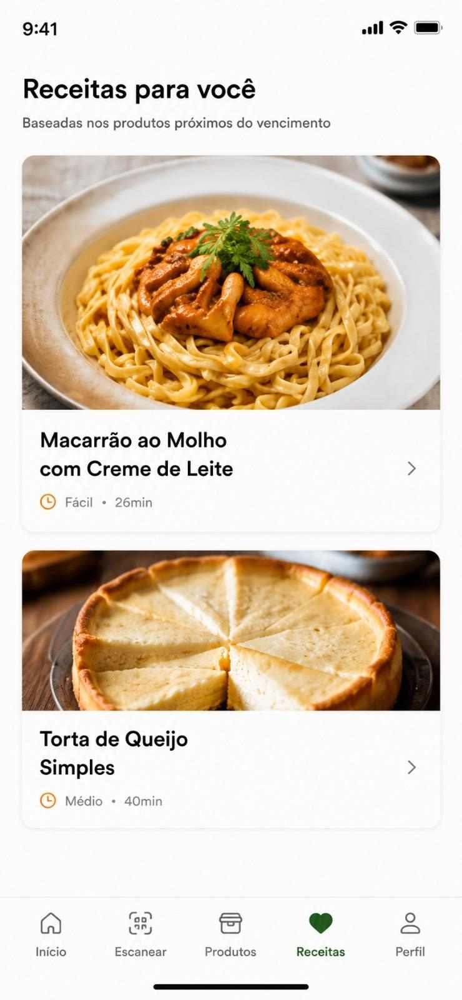 9:41
Receitas para você
Baseadas nos produtos próximos do vencimento
Macarrão ao Molho
com Creme de Leite
Fácil • 26min
Torta de Queijo
Simples
Médio • 40min
Início Escanear Produtos Receitas Perfil